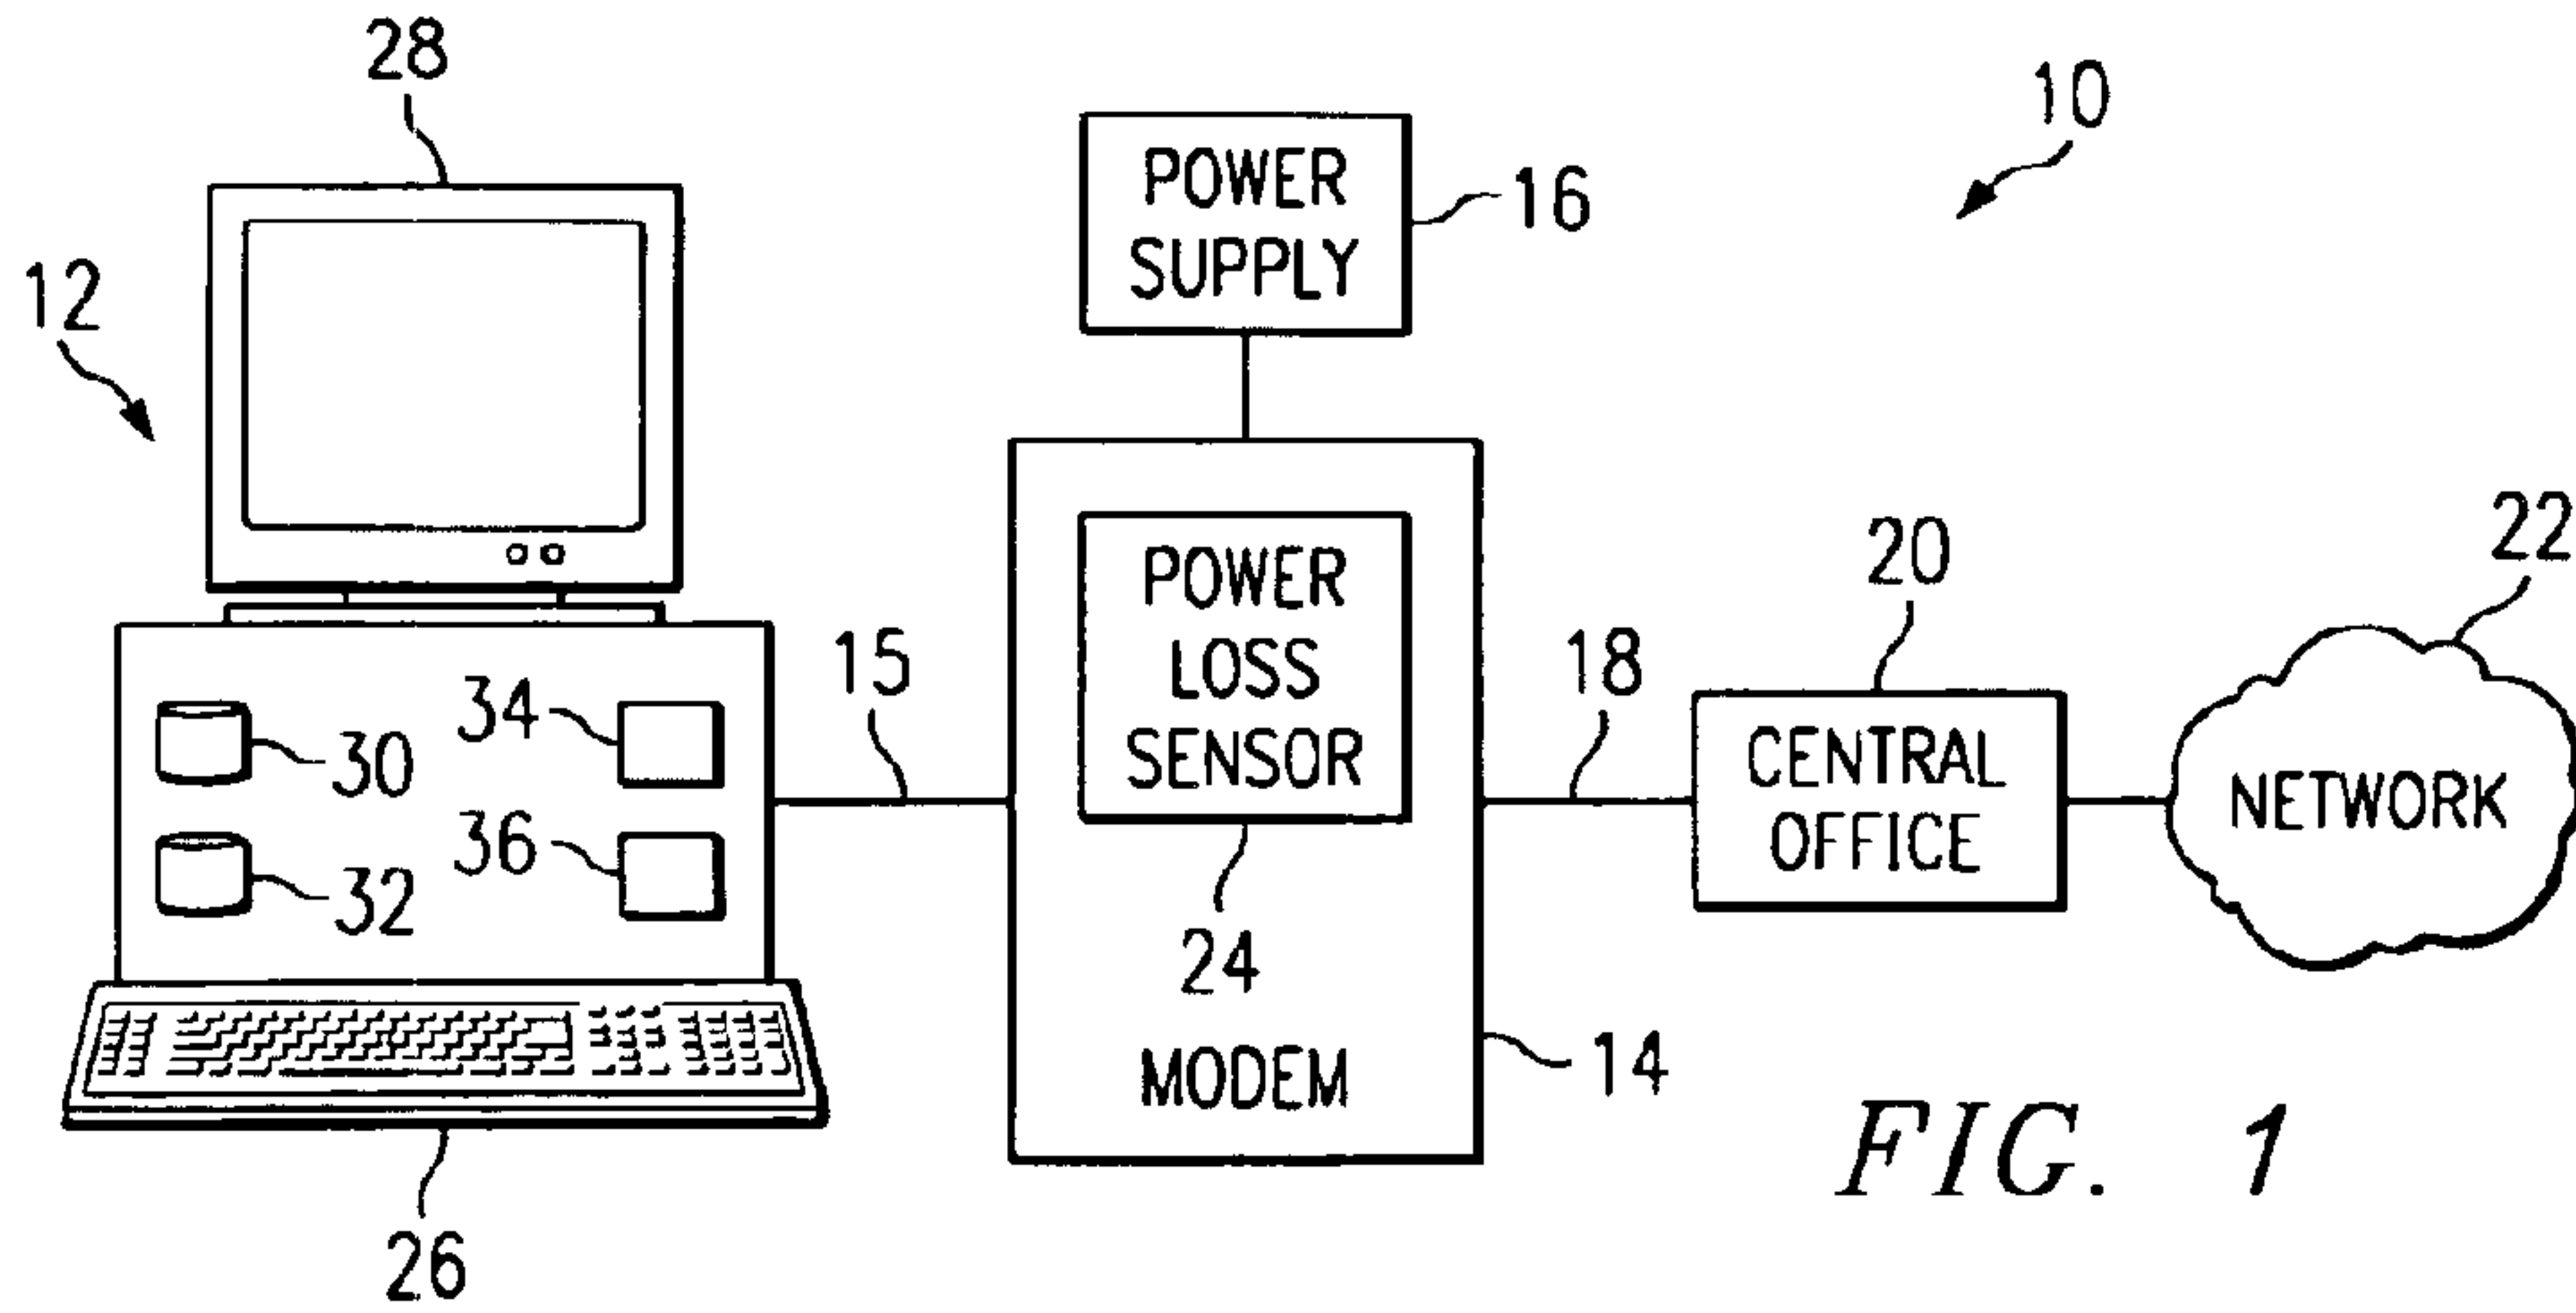 28
10
POWER
SUPPLY
16
12
22
20
POWER
LOSS
SENSOR
15
18
34
30
CENTRAL
OFFICE
NETWORK
36
32
24
14
MODEM
FIG. 1
26